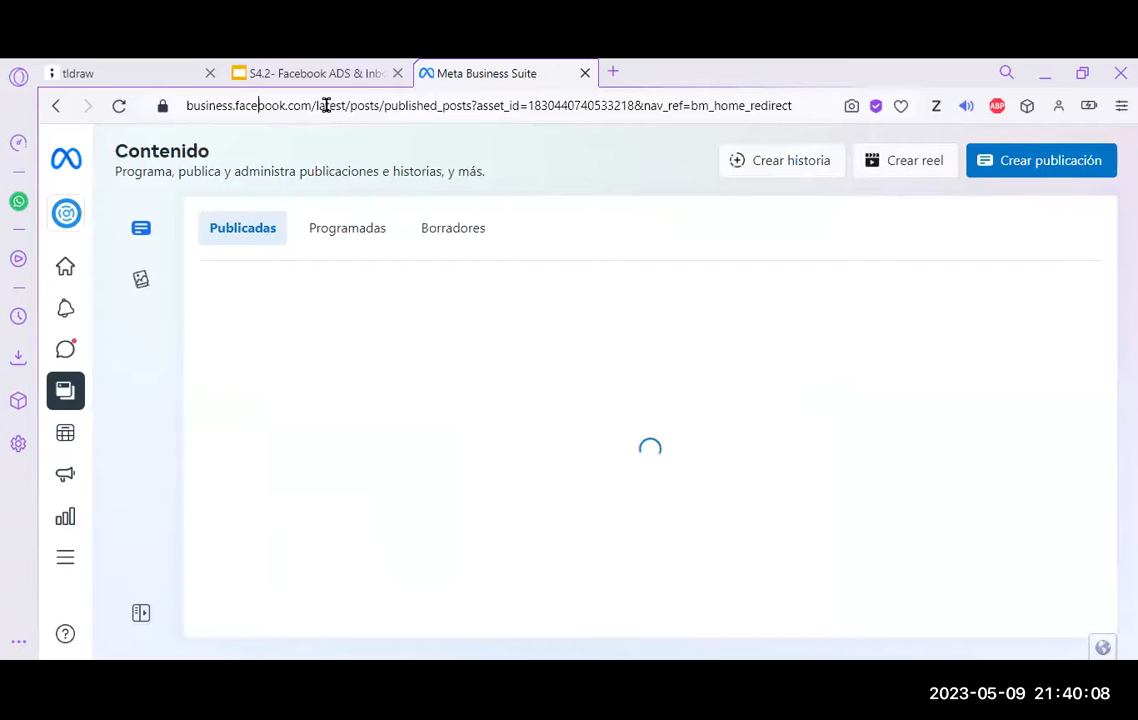 tldraw
S4.2- Facebook ADS & Inb
Meta Business Suite
business.facebook.com/latest/posts/published_posts?asset_id=1830440740533218&nav_ref=bm_home_redirect
Z
ABP
Contenido
Programa, publica y administra publicaciones e historias, y más.
Crear historia
Crear reel
Crear publicación
Publicadas
Programadas
Borradores
2023-05-09 21:40:08